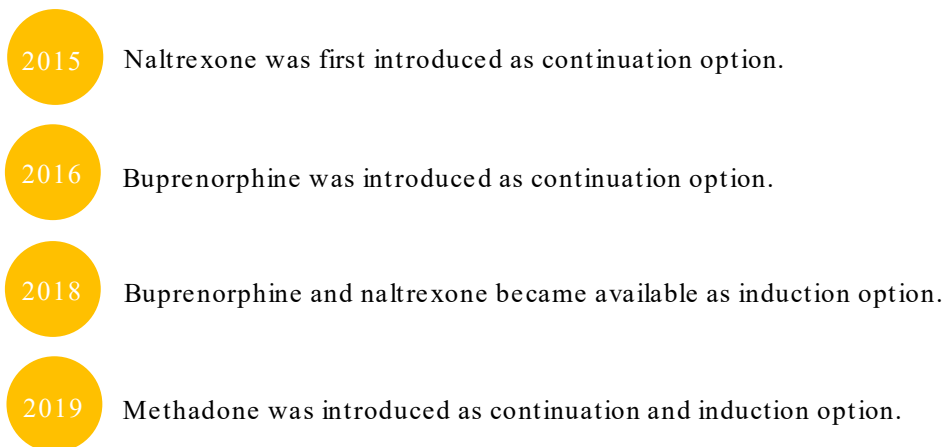 2015 Naltrexone was first introduced as continuation option.
2016 Buprenorphine was introduced as continuation option.
2018 Buprenorphine and naltrexone became available as induction option.
2019 Methadone was introduced as continuation and induction option.